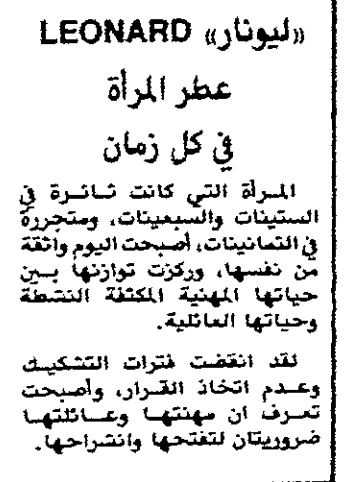 «ليونار» LEONARD
عطر المرأة
في كل زمان
المرأة التي كانت ثائرة في
الستينات والسبعينات، ومتحررة
في الثمانينات، أصبحت اليوم واثقة
من نفسها، وركزت توازنها بين
حياتها المهنية المكثفة النشطة
وحياتها العائلية.
لقد انقضت فترات التشكيك
وعدم اتخاذ القرار، وأصبحت
تعرف ان مهنتها وعائلتها
ضروريتان لتفتحها وانشراحها.